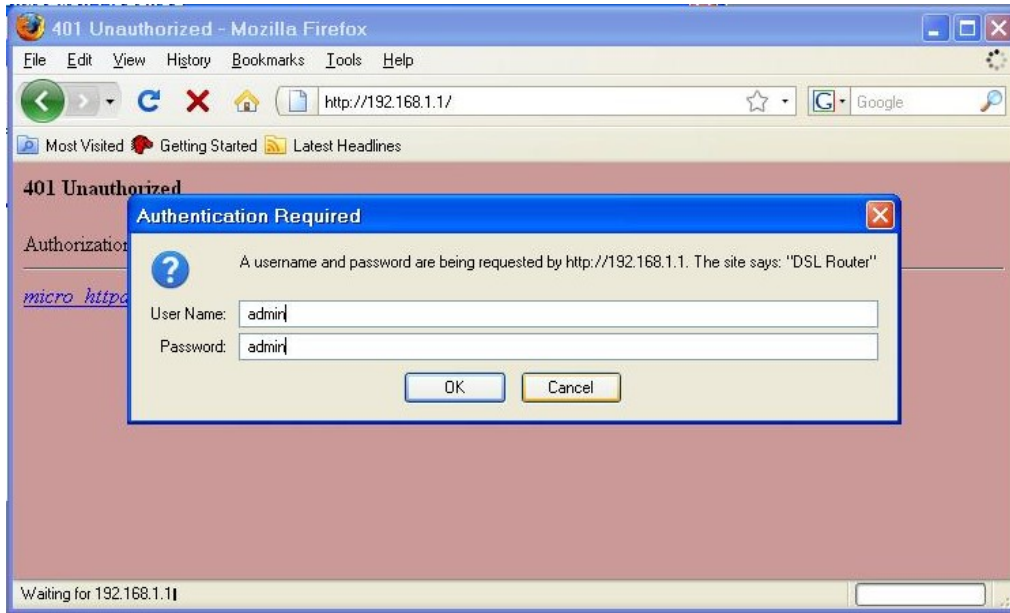 401 Unauthorized - Mozilla Firefox
File Edit View History Bookmarks Tools Help
http://192.168.1.1/
G Google
Most Visited Getting Started Latest Headlines
401 Unauthorized
Authentication Required
Authorization
A username and password are being requested by http://192.168.1.1. The site says: "DSL Router"
micro_httpd
User Name: admin
Password: admin
OK Cancel
Waiting for 192.168.1.1